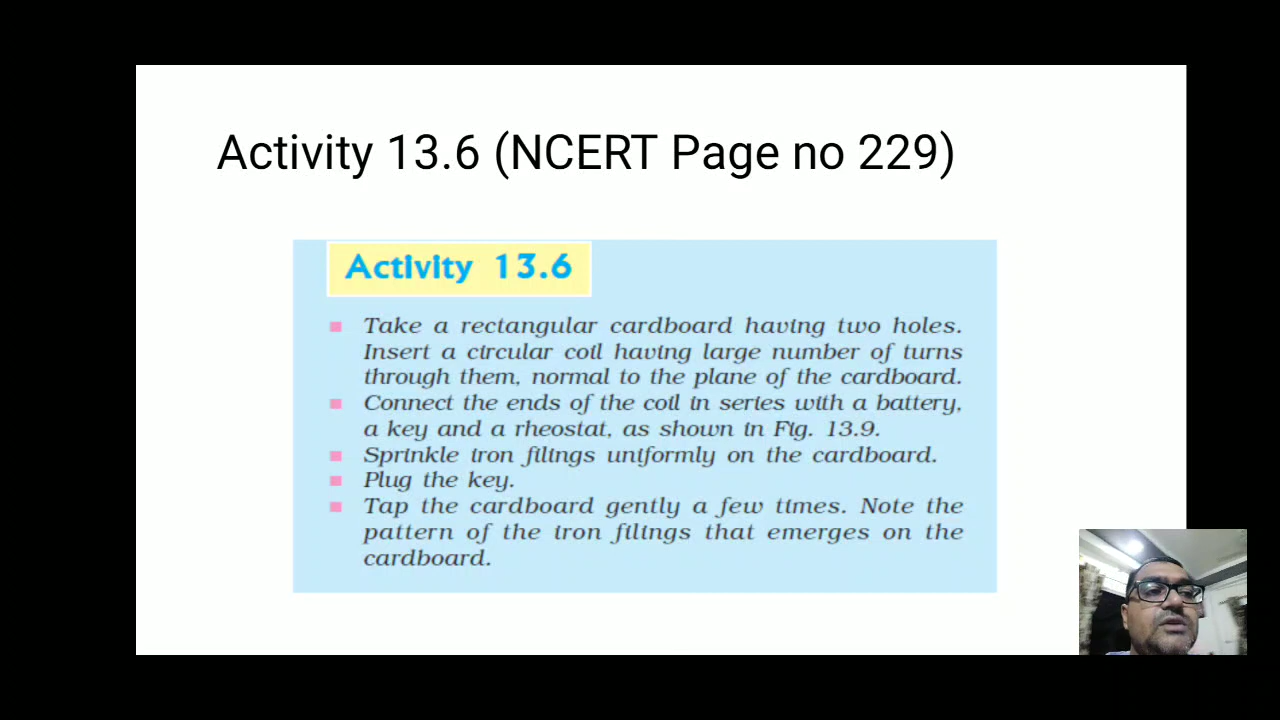 Activity 13.6 (NCERT Page no 229)
Activity 13.6
Take a rectangular cardboard having two holes.
Insert a circular coil having large number of turns
through them, normal to the plane of the cardboard.
Connect the ends of the coil in series with a battery,
a key and a rheostat, as shown in Fig. 13.9.
Sprinkle iron filings uniformly on the cardboard.
Plug the key.
Tap the cardboard gently a few times. Note the
pattern of the iron filings that emerges on the
cardboard.